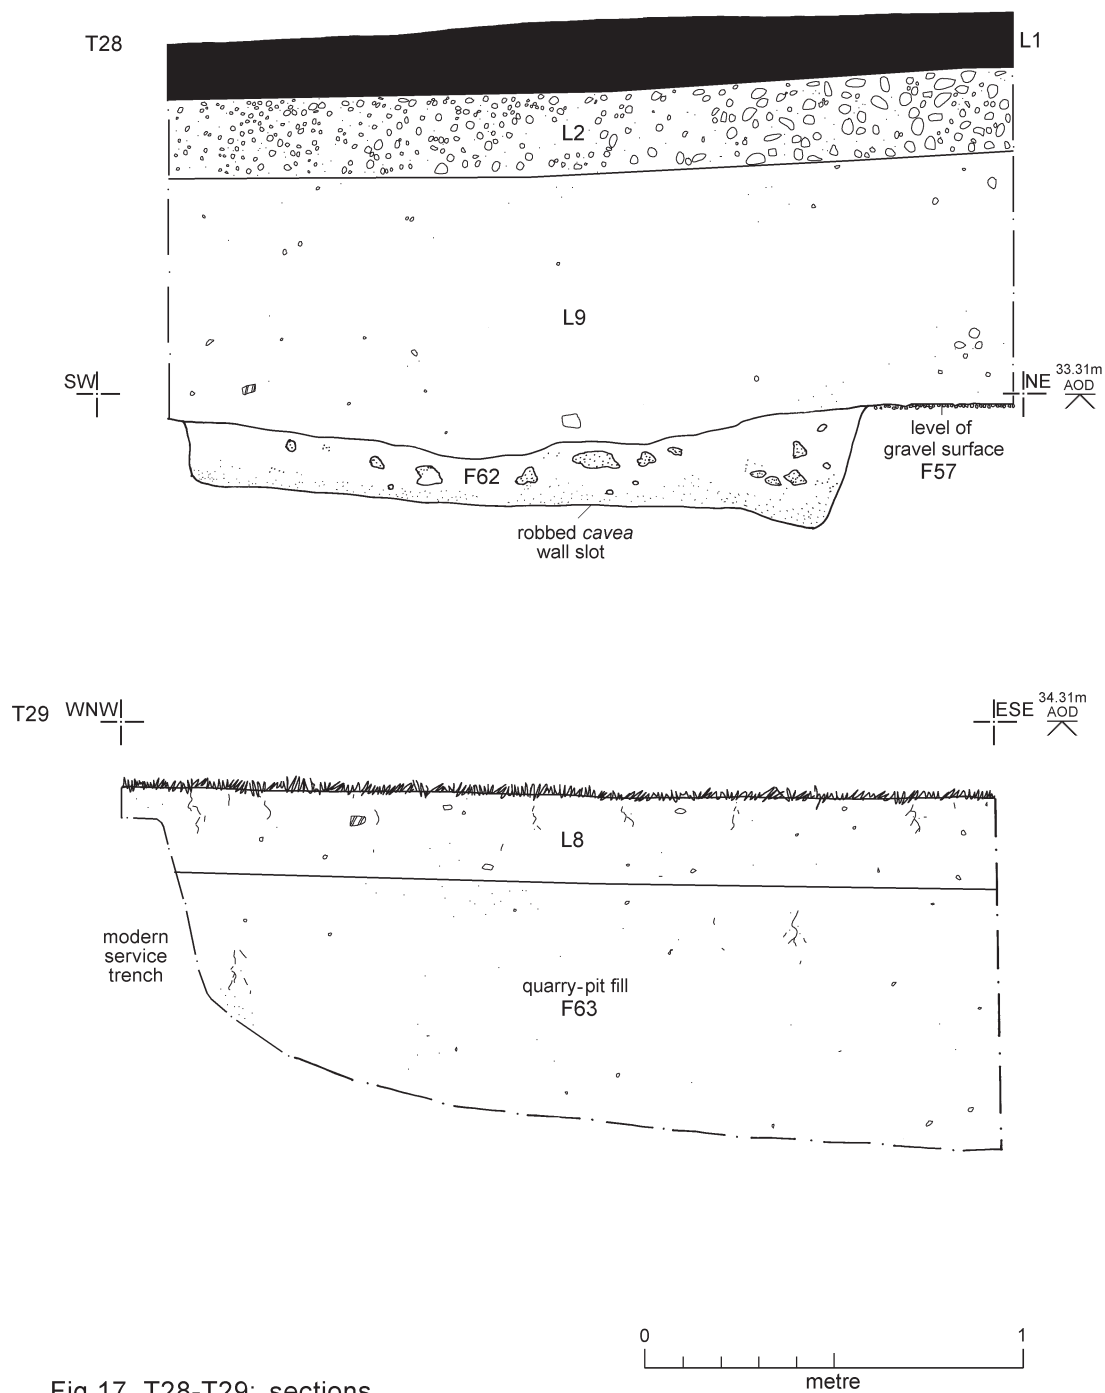 T28
L1
L2
L9
SW
NE
33.31m
AOD
level of
gravel surface
F57
F62
robbed cavea
wall slot
T29
WNW
ESE
34.31m
AOD
L8
modern
service
trench
quarry-pit fill
F63
0
1
metre
Fig 17 T28-T29: sections